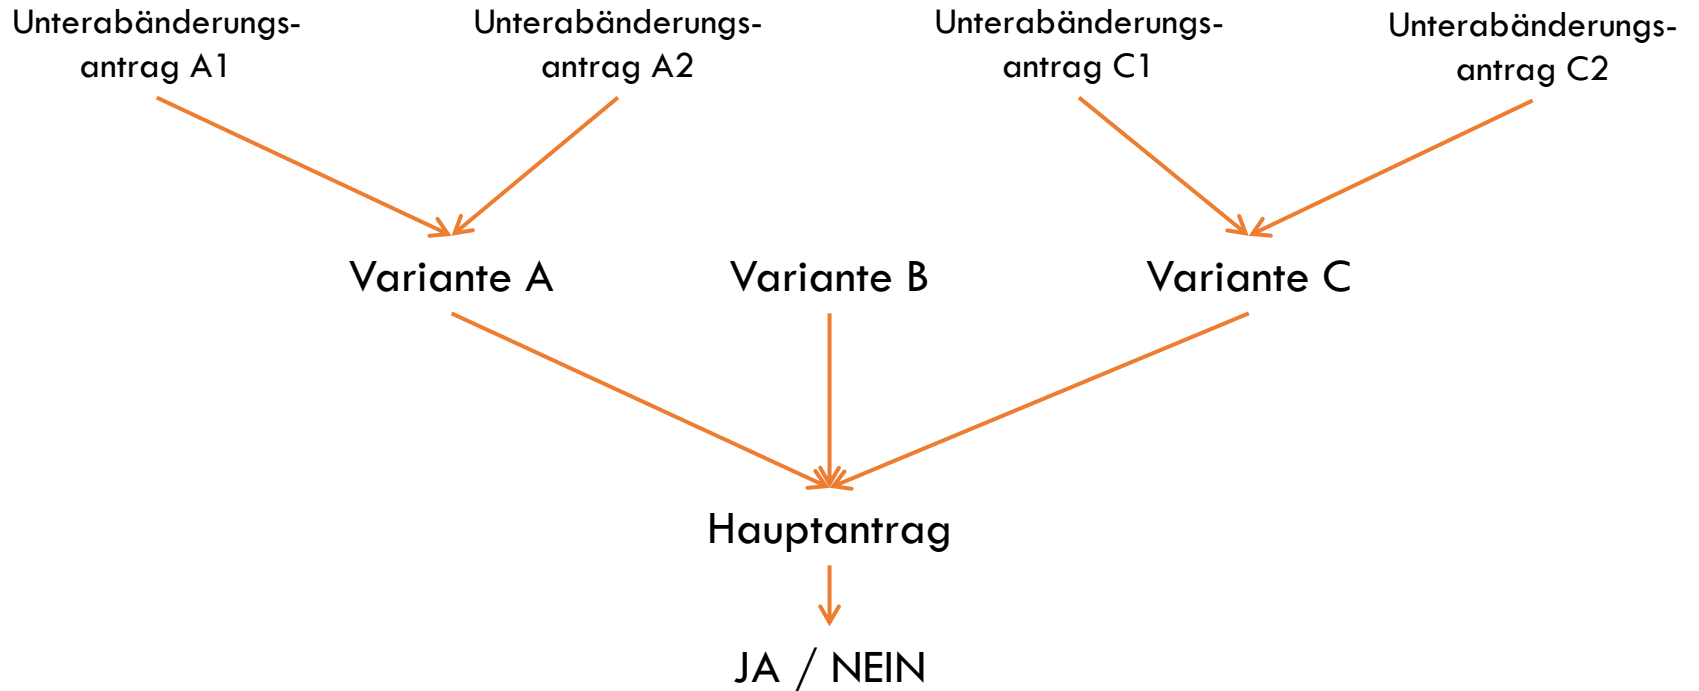 Unterabänderungs-
antrag A1
Unterabänderungs-
antrag A2
Unterabänderungs-
antrag C1
Unterabänderungs-
antrag C2
Variante A
Variante B
Variante C
Hauptantrag
JA / NEIN